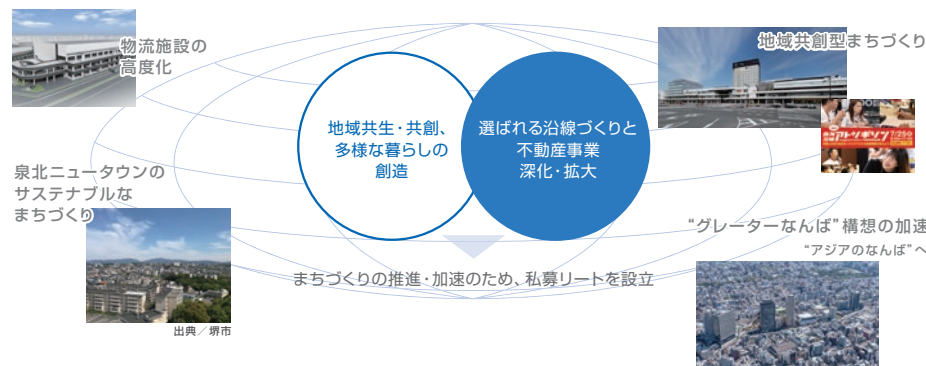 物流施設の
高度化
地域共創型まちづくり
地域共生・共創、
多様な暮らしの
創造
選ばれる沿線づくりと
不動産事業
深化・拡大
7/25
泉北ニュータウンの
サステナブルな
まちづくり
出典／堺市
“グレーターなんば”構想の加速
“アジアのなんば”へ
まちづくりの推進・加速のため、私募リートを設立